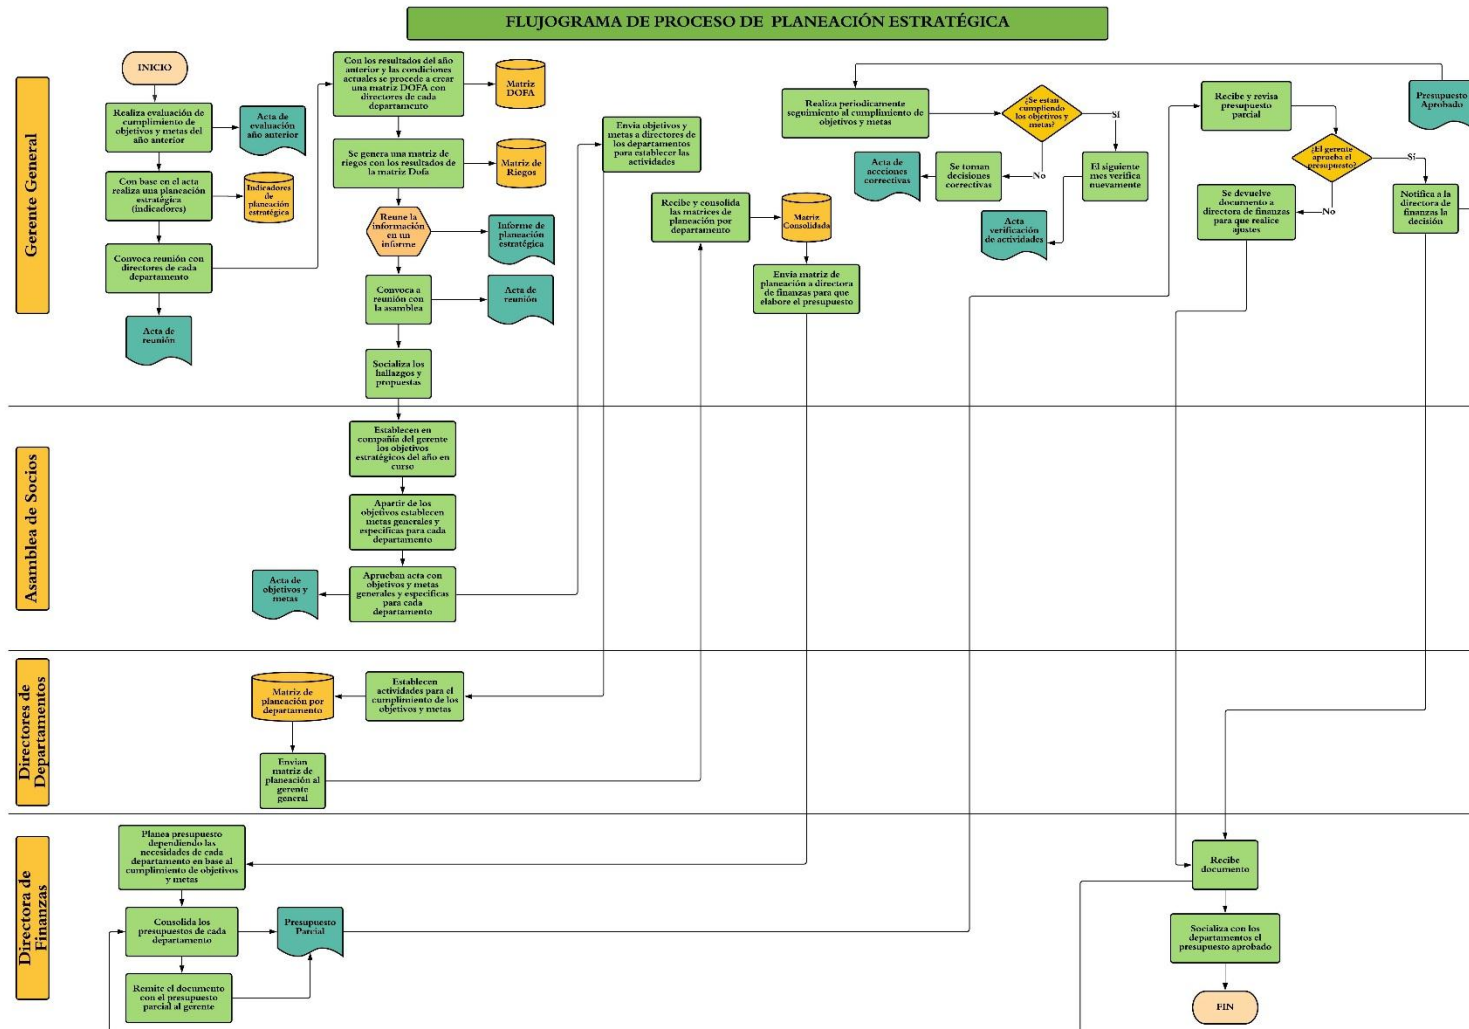 FLUJOGRAMA DE PROCESO DE PLANEACIÓN ESTRATÉGICA
Gerente General
INICIO
Realiza evaluación de
cumplimiento de
objetivos y metas del
año anterior
Acta de
evaluación
año anterior
Con base en el acta
realiza una planeación
estratégica
(indicadores)
Indicadores
de
planeación
estratégica
Convoca reunión con
directores de cada
departamento
Acta de
reunión
Con los resultados del año
anterior y las condiciones
actuales se procede a crear
una matriz DOFA con
directores de cada
departamento
Matriz
DOFA
Se genera una matriz de
riegos con los resultados de
la matriz Dofa
Matriz
de
Riegos
Reune la
información
en un
informe
Informe de
planeación
estratégica
Convoca a
reunión con
la asamblea
Acta de
reunión
Socializa los
hallazgos y
propuestas
Envia objetivos y
metas a directores de
los departamentos
para establecer las
actividades
Recibe y consolida
las matrices de
planeación por
departamento
Matriz
Consolidada
Envia matriz de
planeación a directora
de finanzas para que
elabore el presupuesto
Realiza periodicamente
seguimiento al cumplimiento de
objetivos y metas
¿Se estan
cumpliendo
los objetivos y
metas?
Sí
No
Se toman
decisiones
correctivas
Acta de
acciones
correctivas
El siguiente
mes verifica
nuevamente
Acta
verificación
de actividades
Recibe y revisa
presupuesto
parcial
¿El gerente
aprueba el
presupuesto?
Sí
No
Se devuelve
documento a
directora de finanzas
para que realice
ajustes
Notifica a la
directora de
finanzas la
decisión
Presupuesto
Aprobado
Asamblea de Socios
Establecen en
compañía del gerente
los objetivos
estratégicos del año en
curso
Apartir de los
objetivos establecen
metas generales y
especificas para cada
departamento
Aprueban acta con
objetivos y metas
generales y especificas
para cada
departamento
Acta de
objetivos y
metas
Directores de
Departamentos
Matriz de
planeación por
departamento
Establecen
actividades para el
cumplimiento de los
objetivos y metas
Envian
matriz de
planeación al
gerente
general
Directora de
Finanzas
Planea presupuesto
dependiendo las
necesidades de cada
departamento en base al
cumplimiento de objetivos
y metas
Consolida los
presupuestos de cada
departamento
Presupuesto
Parcial
Remite el documento
con el presupuesto
parcial al gerente
Recibe
documento
Socializa con los
departamentos el
presupuesto aprobado
FIN